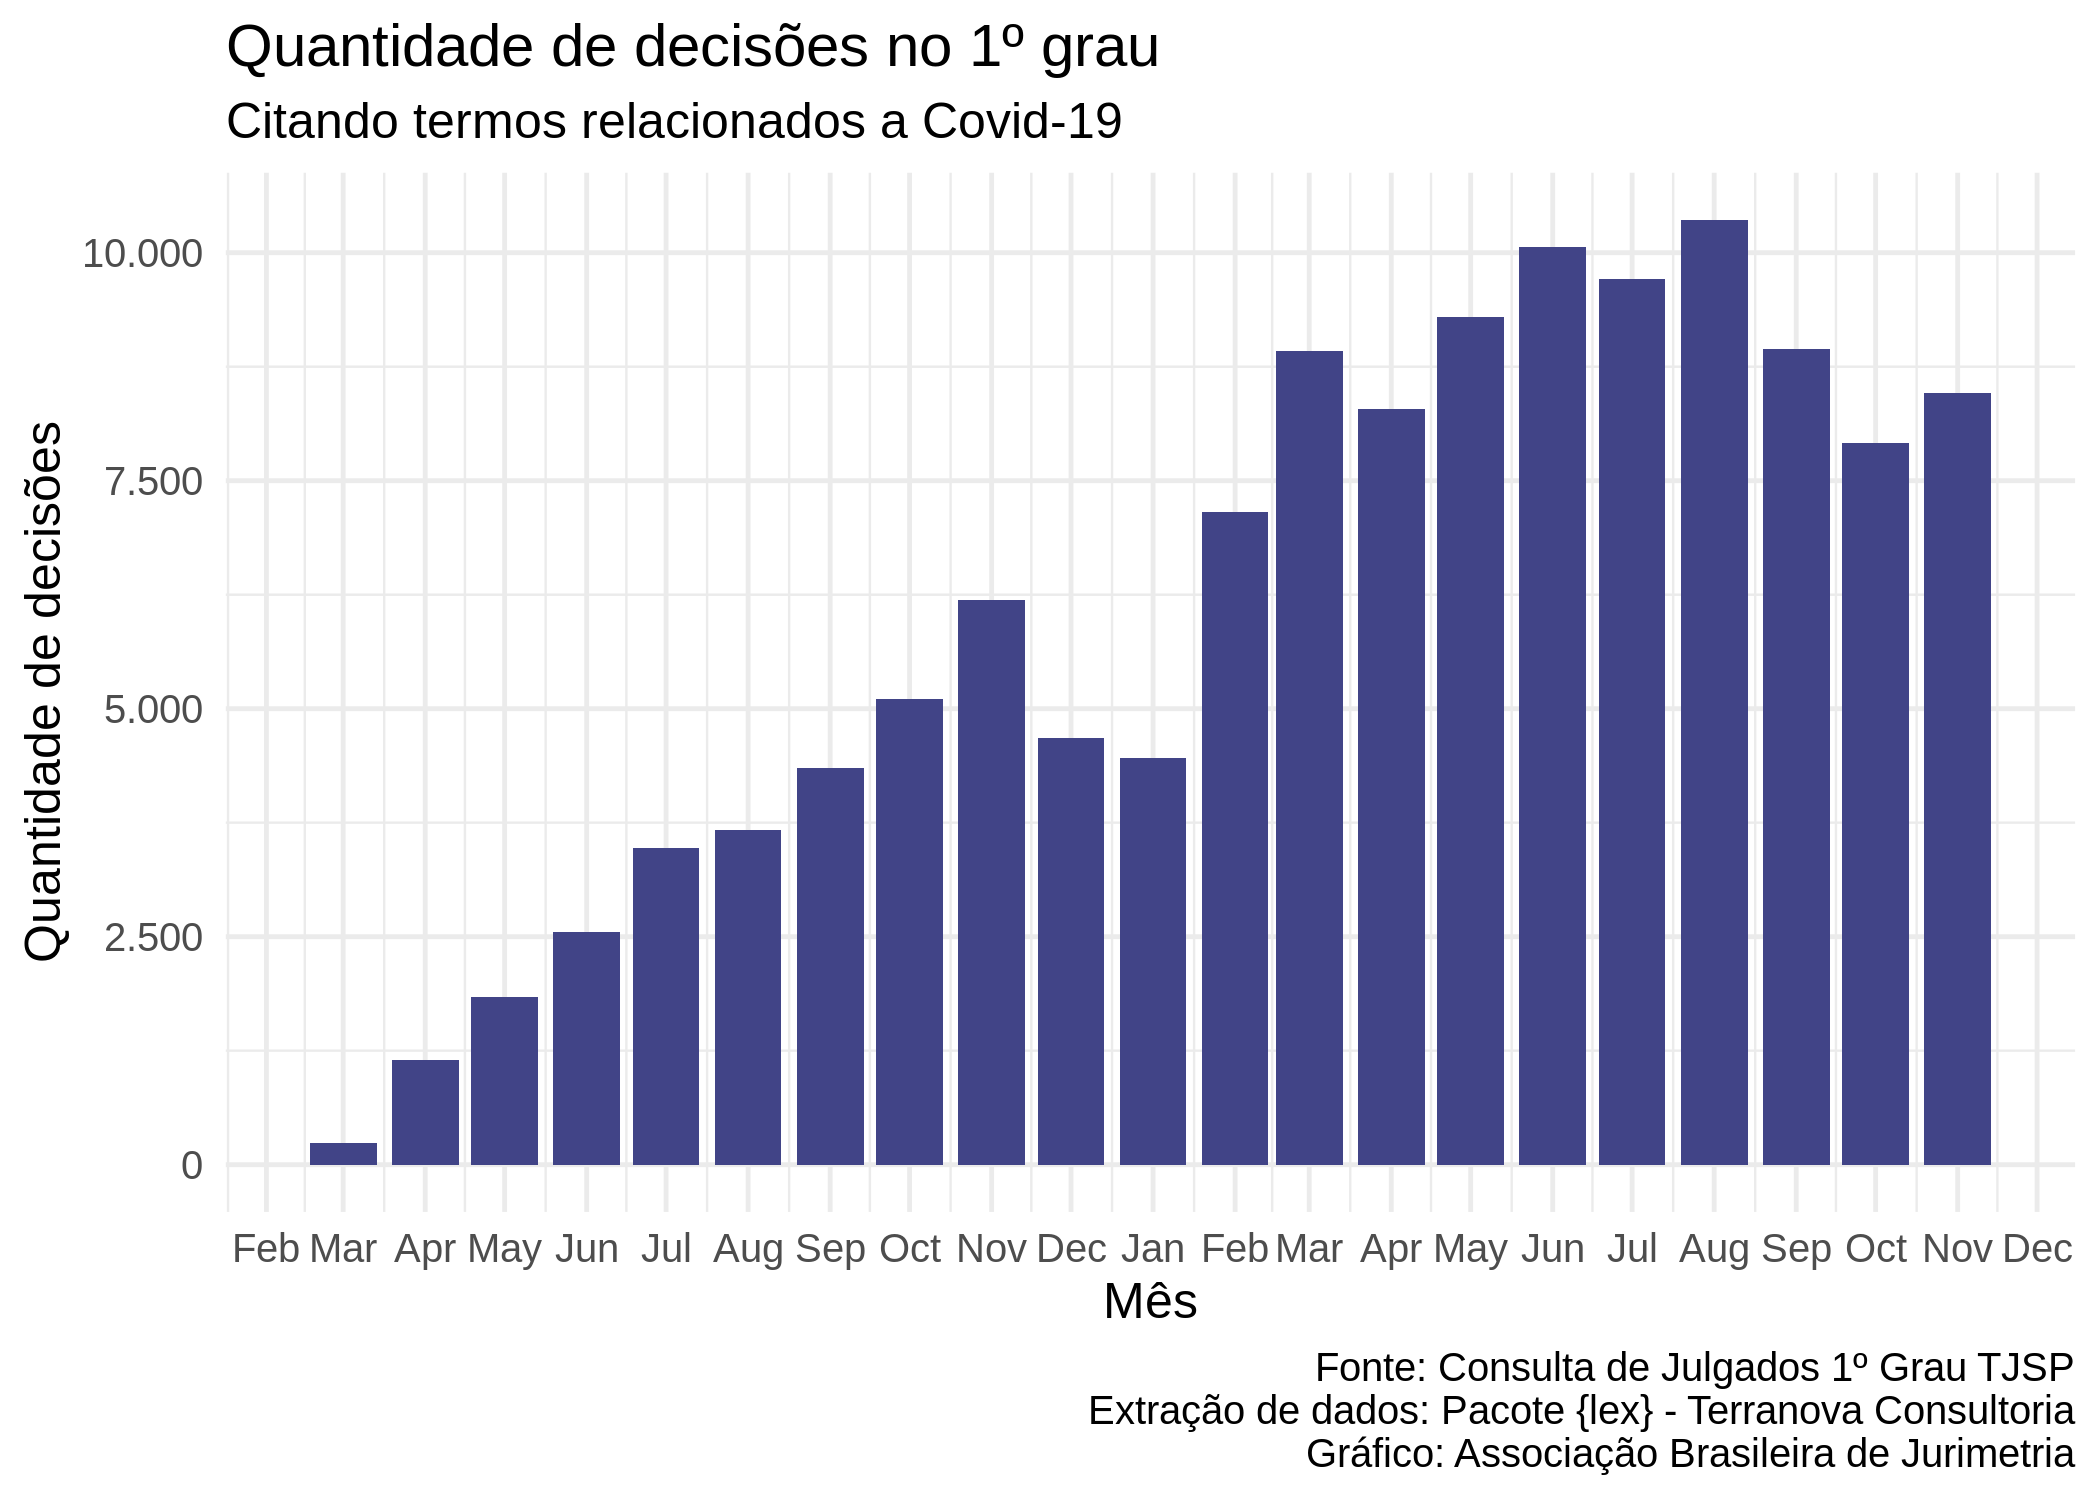 Quantidade de decisões no 1º grau
Citando termos relacionados a Covid-19
Quantidade de decisões
10.000
7.500
5.000
2.500
0
Feb Mar Apr May Jun Jul Aug Sep Oct Nov Dec Jan Feb Mar Apr May Jun Jul Aug Sep Oct Nov Dec
Mês
Fonte: Consulta de Julgados 1º Grau TJSP
Extração de dados: Pacote {lex} - Terranova Consultoria
Gráfico: Associação Brasileira de Jurimetria